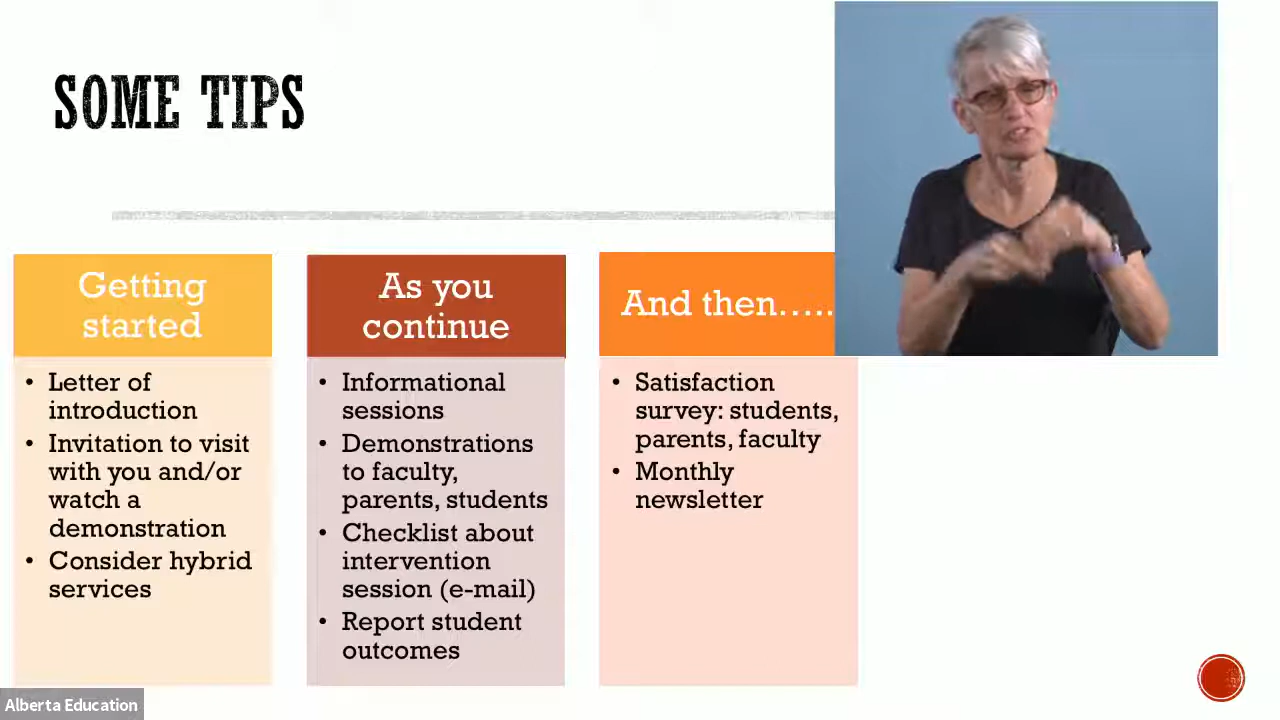 SOME TIPS
Getting
started
• Letter of
introduction
• Invitation to visit
with you and/or
watch a
demonstration
• Consider hybrid
services
As you
continue
• Informational
sessions
• Demonstrations
to faculty,
parents, students
• Checklist about
intervention
session (e-mail)
• Report student
outcomes
And then.....
• Satisfaction
survey: students,
parents, faculty
• Monthly
newsletter
Alberta Education